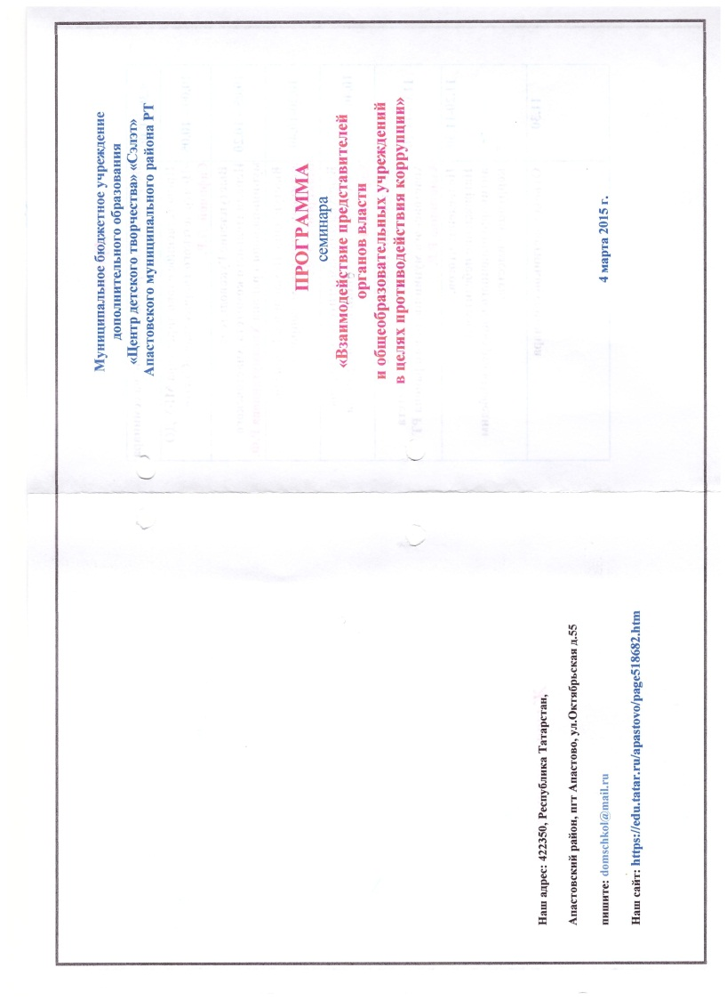 Муниципальное бюджетное учреждение
дополнительного образования
«Центр детского творчества» «Сэлэт»
Апастовского муниципального района РТ
ПРОГРАММА
семинара
«Взаимодействие представителей
органов власти
и общеобразовательных учреждений
в целях противодействия коррупции»
4 марта 2015 г.
Наш адрес: 422350, Республика Татарстан,
Апастовский район, пгт Апастово, ул.Октябрьская д.55
пишите: domschkol@mail.ru
Наш сайт: https://edu.tatar.ru/apastovo/page518682.htm